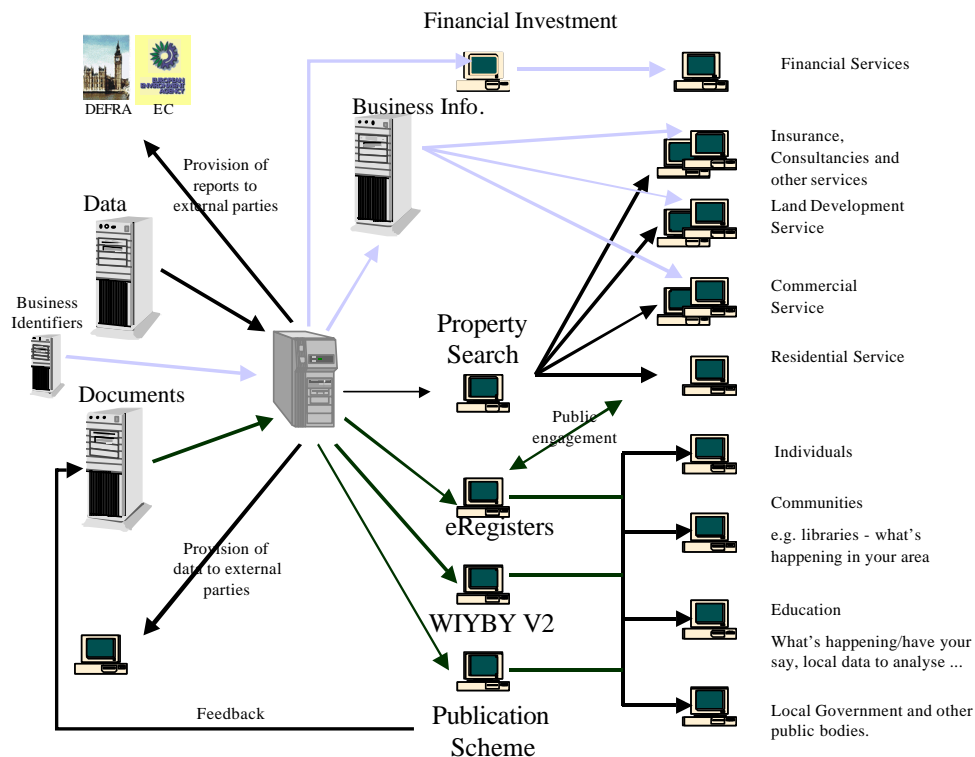 Financial Investment
Financial Services
EUROPEAN
ENVIRONMENT
AGENCY
DEFRA
EC
Business Info.
Insurance,
Consultancies and
other services
Provision of
reports to
external parties
Data
Land Development
Service
Business
Identifiers
Commercial
Service
Property
Search
Residential Service
Documents
Public
engagement
Individuals
eRegisters
Communities
e.g. libraries - what's
happening in your area
Provision of
data to external
parties
WIYBY V2
Education
What's happening/have your
say, local data to analyse ...
Feedback
Publication
Scheme
Local Government and other
public bodies.